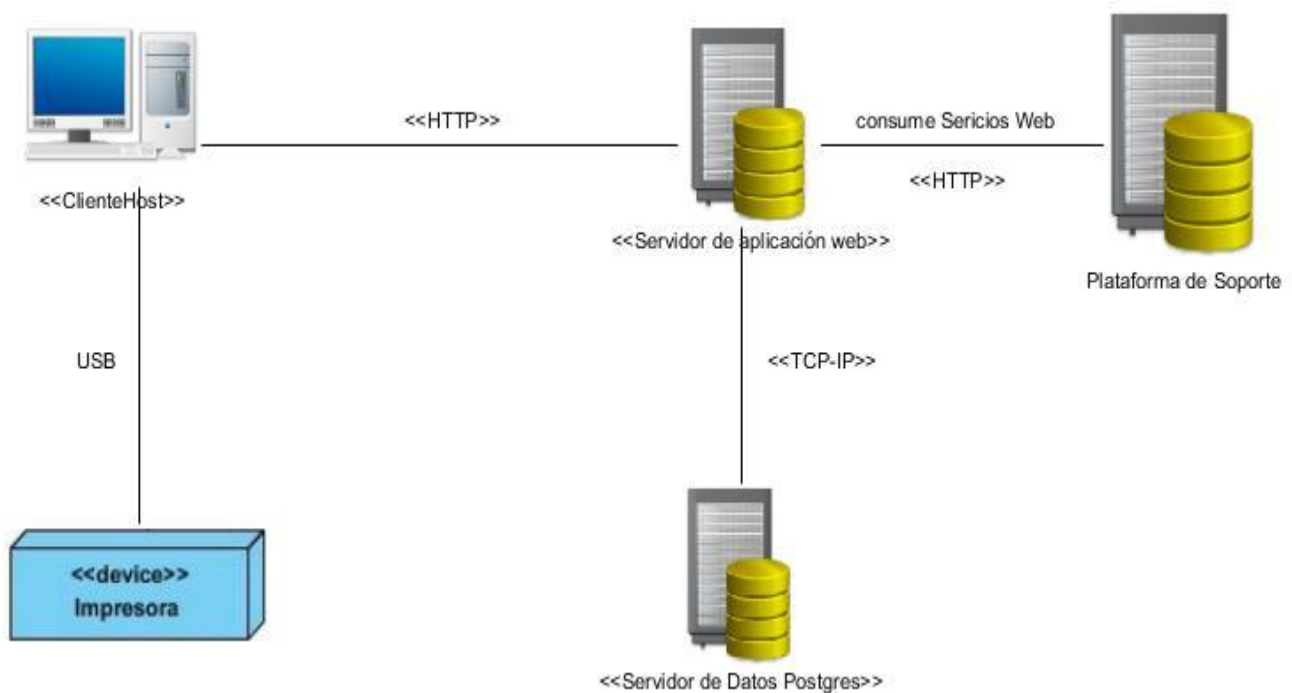 <<HTTP>>
consume Sericios Web
<<HTTP>>
<<ClienteHost>>
<<Servidor de aplicación web>>
Plataforma de Soporte
USB
<<TCP-IP>>
<<device>>
Impresora
<<Servidor de Datos Postgres>>